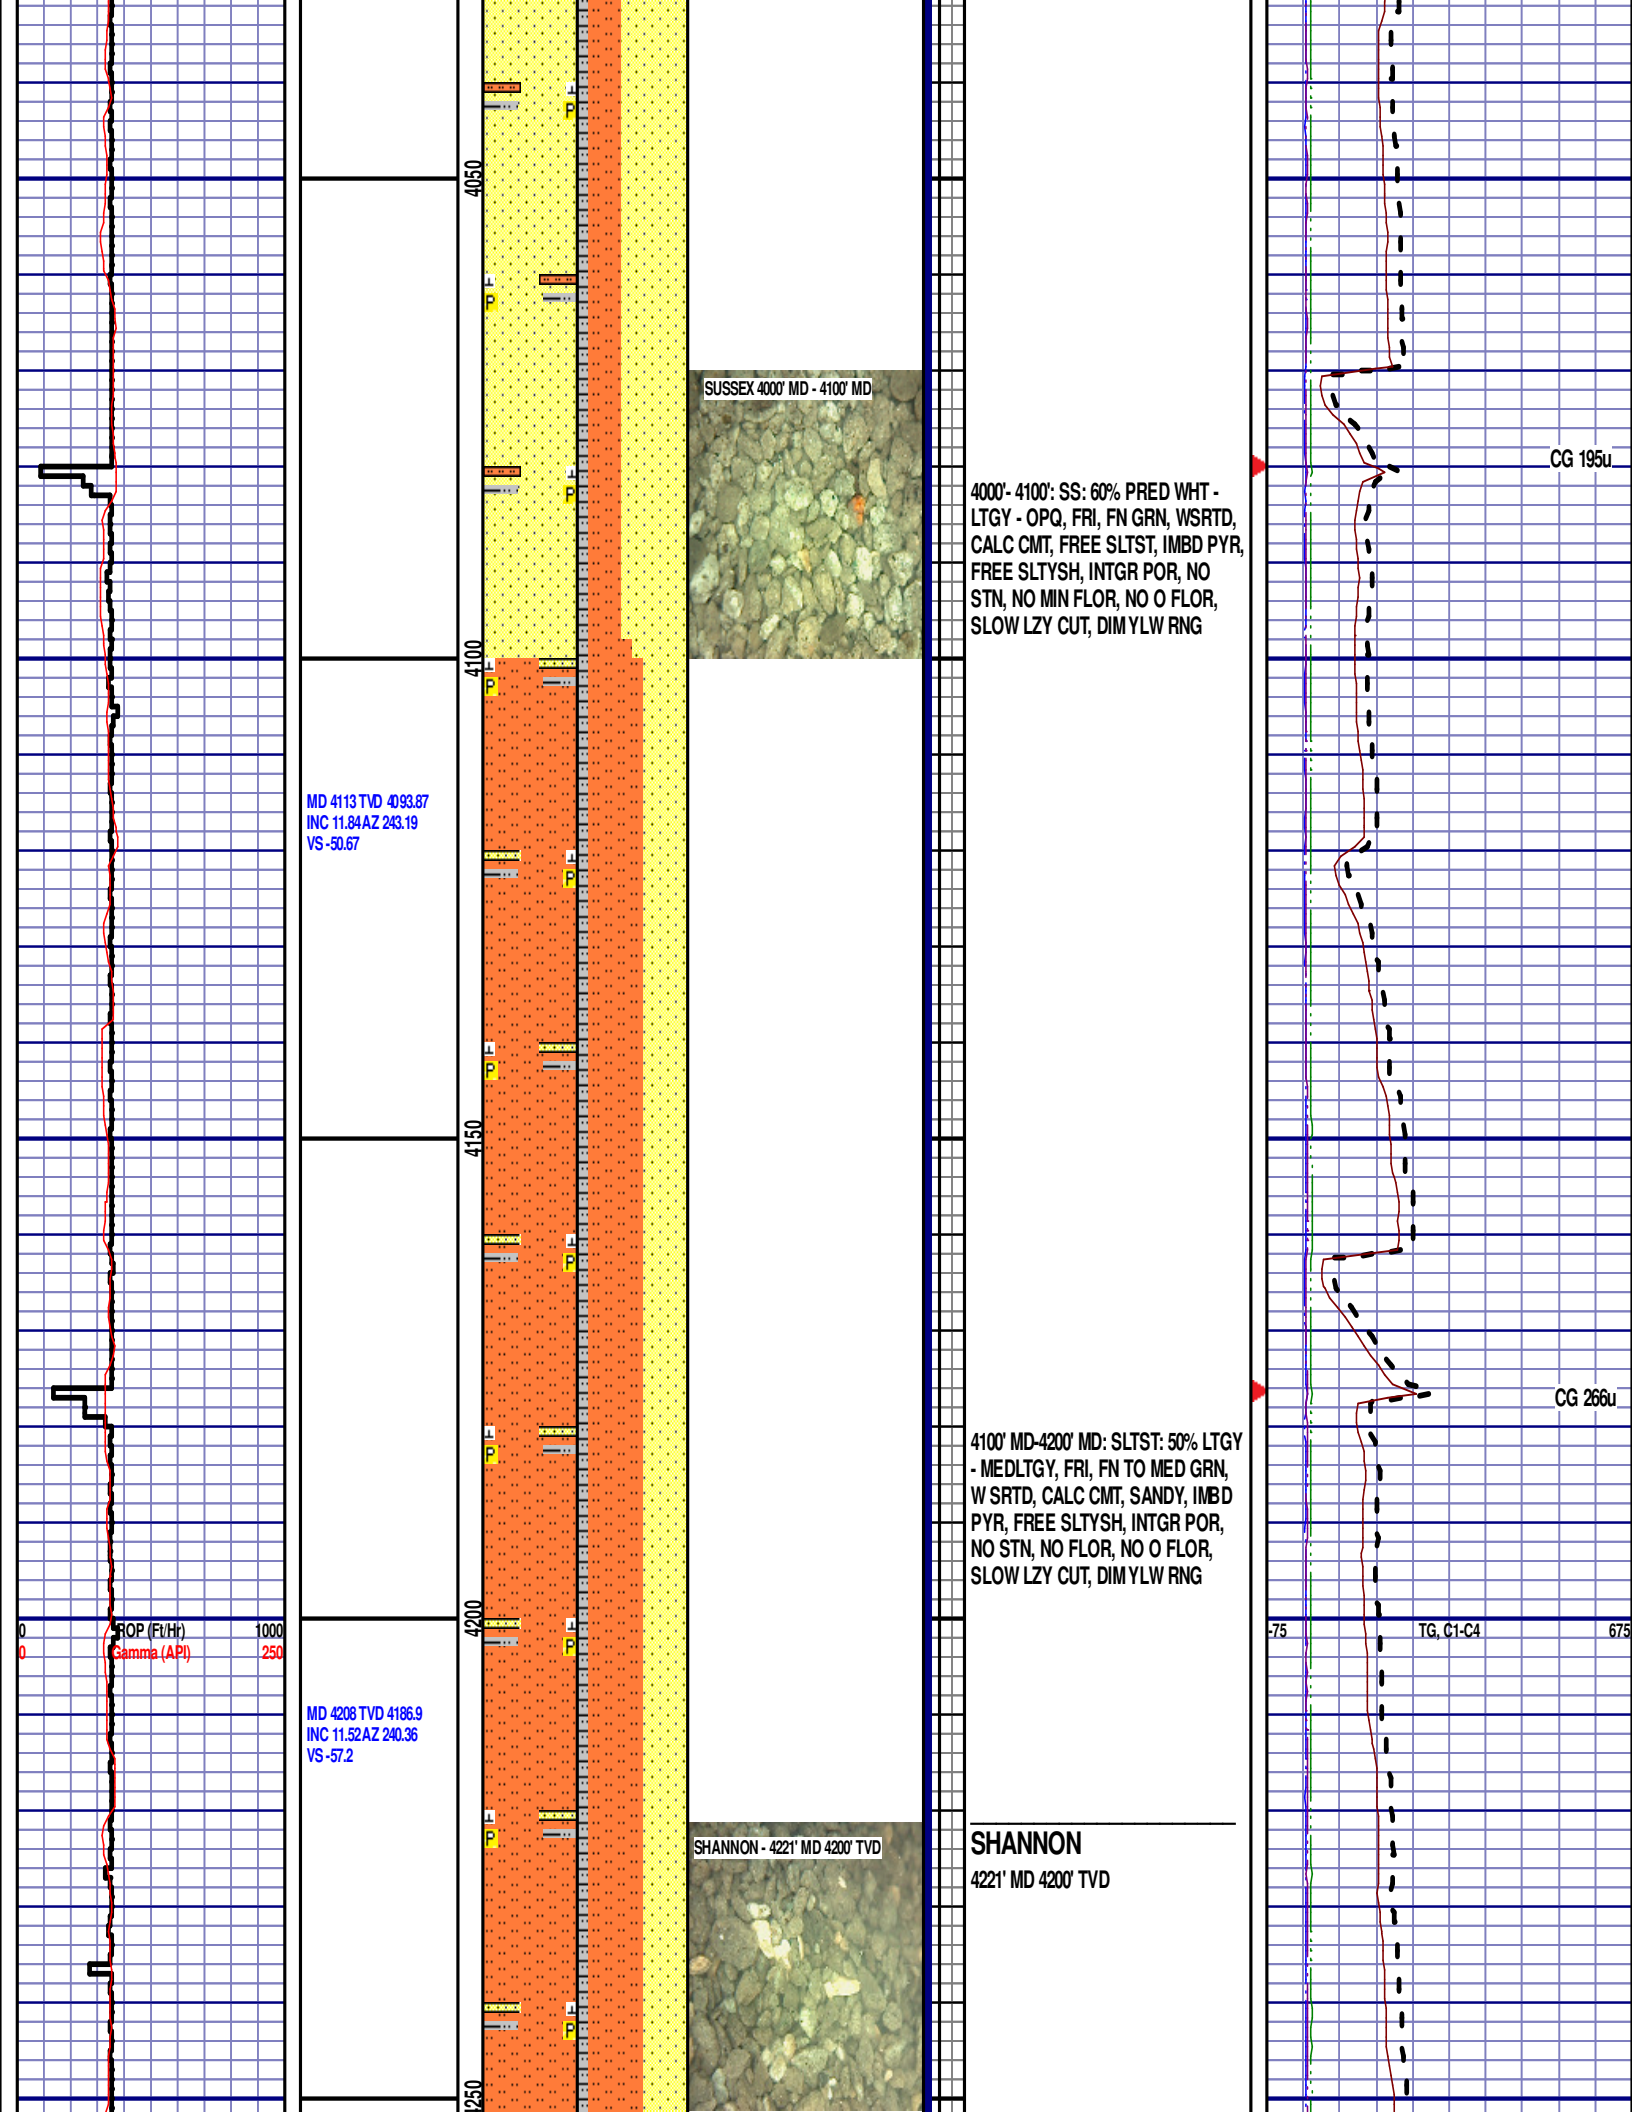 4050
SUSSEX 4000' MD - 4100' MD
CG 195u
4000'- 4100': SS: 60% PRED WHT -
LTGY - OPQ, FRI, FN GRN, WSRTD,
CALC CMT, FREE SLTST, IMBD PYR,
FREE SLTYSH, INTGR POR, NO
STN, NO MIN FLOR, NO O FLOR,
SLOW LZY CUT, DIM YLW RNG
4100
MD 4113 TVD 4093.87
INC 11.84 AZ 243.19
VS -50.67
4150
CG 266u
4100' MD-4200' MD: SLTST: 50% LTGY
- MEDLTGY, FRI, FN TO MED GRN,
W SRTD, CALC CMT, SANDY, IMBD
PYR, FREE SLTYSH, INTGR POR,
NO STN, NO FLOR, NO O FLOR,
SLOW LZY CUT, DIM YLW RNG
4200
0 ROP (Ft/Hr) 1000
0 Gamma (API) 250
-75 TG, C1-C4 675
MD 4208 TVD 4186.9
INC 11.52 AZ 240.36
VS -57.2
SHANNON - 4221' MD 4200' TVD
SHANNON
4221' MD 4200' TVD
4250
P
P
P
P
P
P
P
P
P
P
P